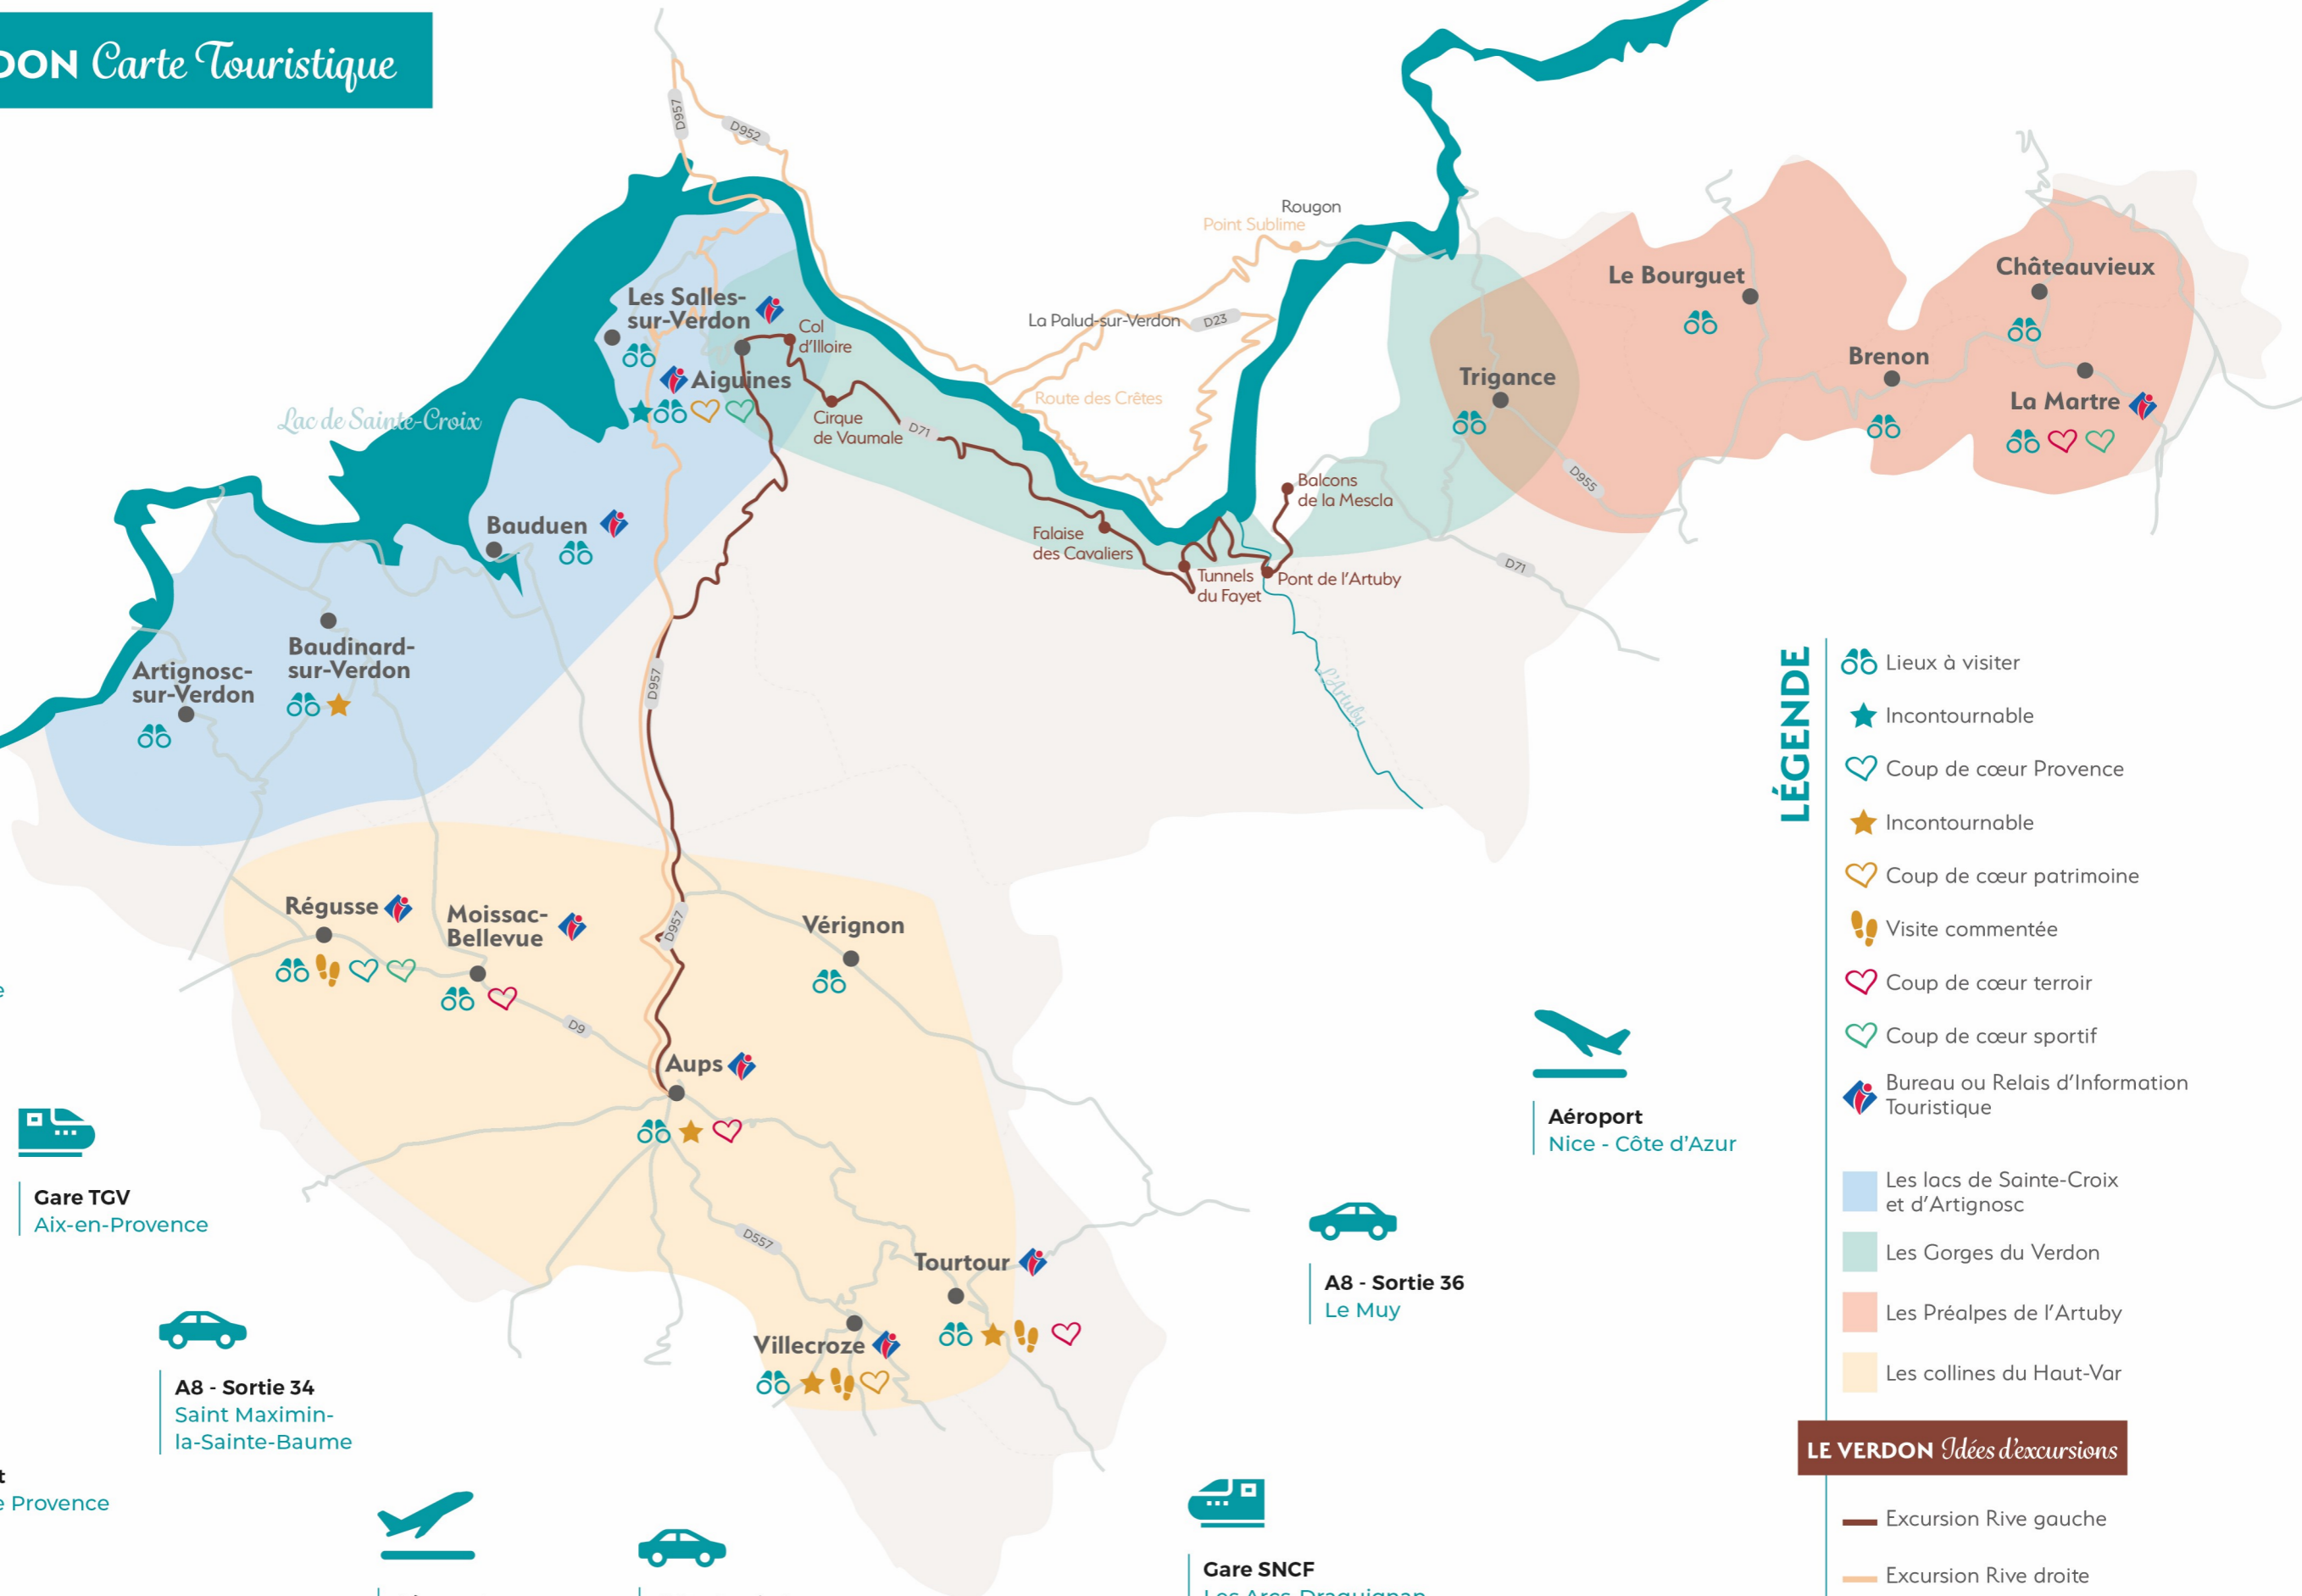 DON Carte Touristique
D957
D952
Rougon
Point Sublime
Le Bourguet
Châteauvieux
Les Salles-
sur-Verdon
Col
d'Illoire
La Palud-sur-Verdon
D23
Brenon
Aiguines
Trigance
La Martre
Route des Crêtes
Lac de Sainte-Croix
Cirque
de Vaumale
D71
D955
Balcons
de la Mescla
Bauduen
Falaise
des Cavaliers
Tunnels
du Fayet
Pont de l'Artuby
D71
Baudinard-
sur-Verdon
Artignosc-
sur-Verdon
D957
L'Artuby
LÉGENDE
Lieux à visiter
Incontournable
Coup de cœur Provence
Incontournable
Coup de cœur patrimoine
Visite commentée
Coup de cœur terroir
Coup de cœur sportif
Bureau ou Relais d'Information
Touristique
Les lacs de Sainte-Croix
et d'Artignosc
Les Gorges du Verdon
Les Préalpes de l'Artuby
Les collines du Haut-Var
LE VERDON Idées d'excursions
Excursion Rive gauche
Excursion Rive droite
Régusse
Moissac-
Bellevue
D957
Vérignon
D9
Aups
Aéroport
Nice - Côte d'Azur
Gare TGV
Aix-en-Provence
D557
Tourtour
A8 - Sortie 36
Le Muy
Villecroze
A8 - Sortie 34
Saint Maximin-
la-Sainte-Baume
e Provence
Gare SNCF
Les Arcs-Draguignan